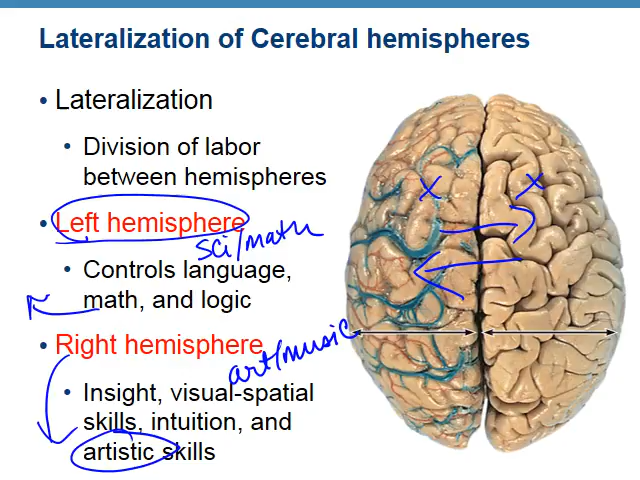 Lateralization of Cerebral hemispheres
• Lateralization
• Division of labor
between hemispheres
• Left hemisphere
sci/math
• Controls language,
math, and logic
• Right hemisphere
art/music
• Insight, visual-spatial
skills, intuition, and
artistic skills
x x